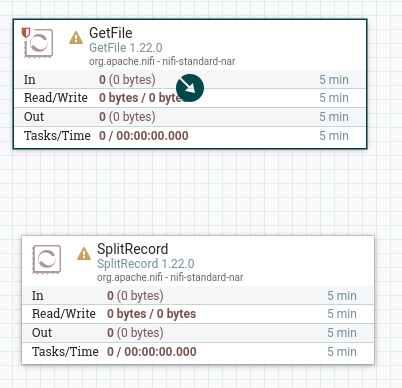 GetFile
GetFile 1.22.0
org.apache.nifi - nifi-standard-nar
In 0 (0 bytes) 5 min
Read/Write 0 bytes / 0 bytes 5 min
Out 0 (0 bytes) 5 min
Tasks/Time 0 / 00:00:00.000 5 min
SplitRecord
SplitRecord 1.22.0
org.apache.nifi - nifi-standard-nar
In 0 (0 bytes) 5 min
Read/Write 0 bytes / 0 bytes 5 min
Out 0 (0 bytes) 5 min
Tasks/Time 0 / 00:00:00.000 5 min